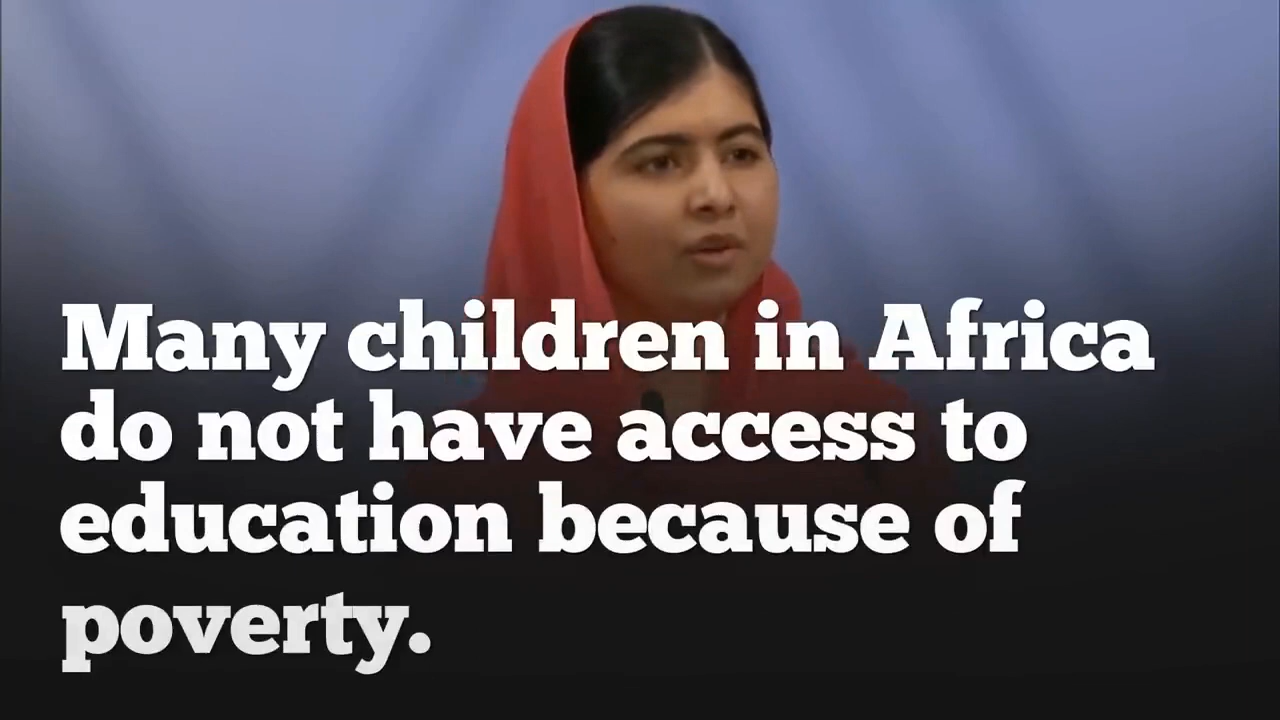 Many children in Africa
do not have access to
education because of
poverty.